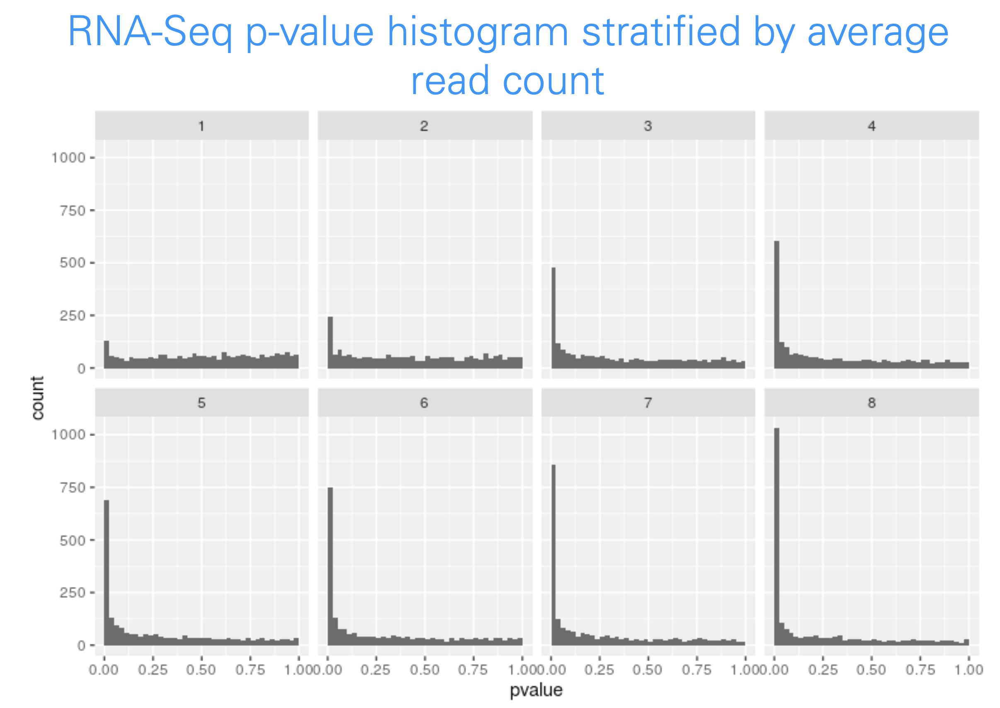 RNA-Seq p-value histogram stratified by average
read count
1 2 3 4
1000
750
500
250
0
count
5 6 7 8
1000
750
500
250
0
0.00 0.25 0.50 0.75 1.00 0.00 0.25 0.50 0.75 1.00 0.00 0.25 0.50 0.75 1.00 0.00 0.25 0.50 0.75 1.00
pvalue